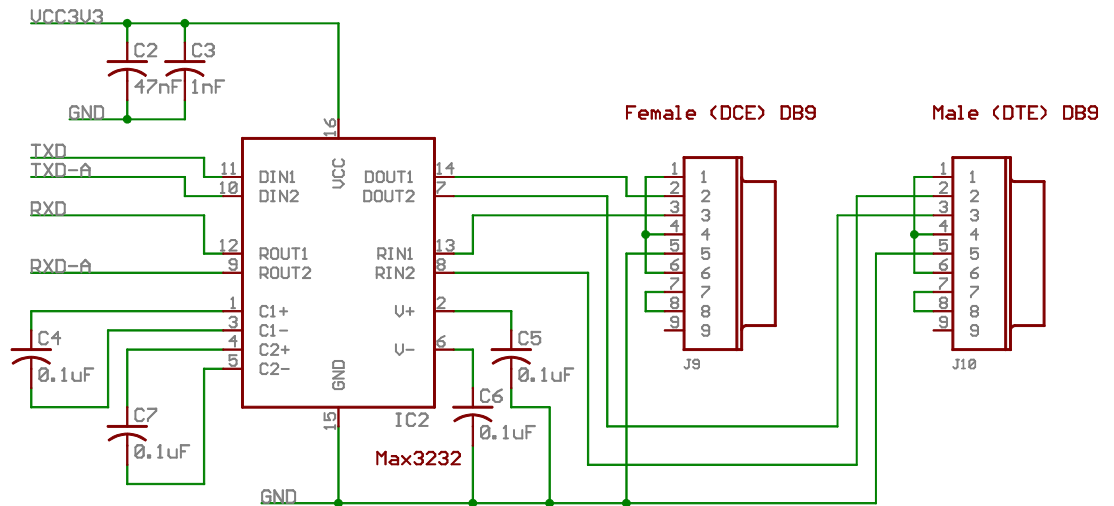 VCC3V3
C2
C3
47nF
1nF
GND
Female (DCE) DB9
Male (DTE) DB9
16
TXD
TXD-A
RXD
RXD-A
11
10
12
9
1
3
4
5
DIN1
DIN2
ROUT1
ROUT2
C1+
C1-
C2+
C2-
VCC
GND
DOUT1
DOUT2
RIN1
RIN2
V+
V-
14
7
13
8
2
6
15
IC2
Max3232
C4
0.1uF
C7
0.1uF
C5
0.1uF
C6
0.1uF
GND
1 1
2 2
3 3
4 4
5 5
6 6
7 7
8 8
9 9
J9
1 1
2 2
3 3
4 4
5 5
6 6
7 7
8 8
9 9
J10